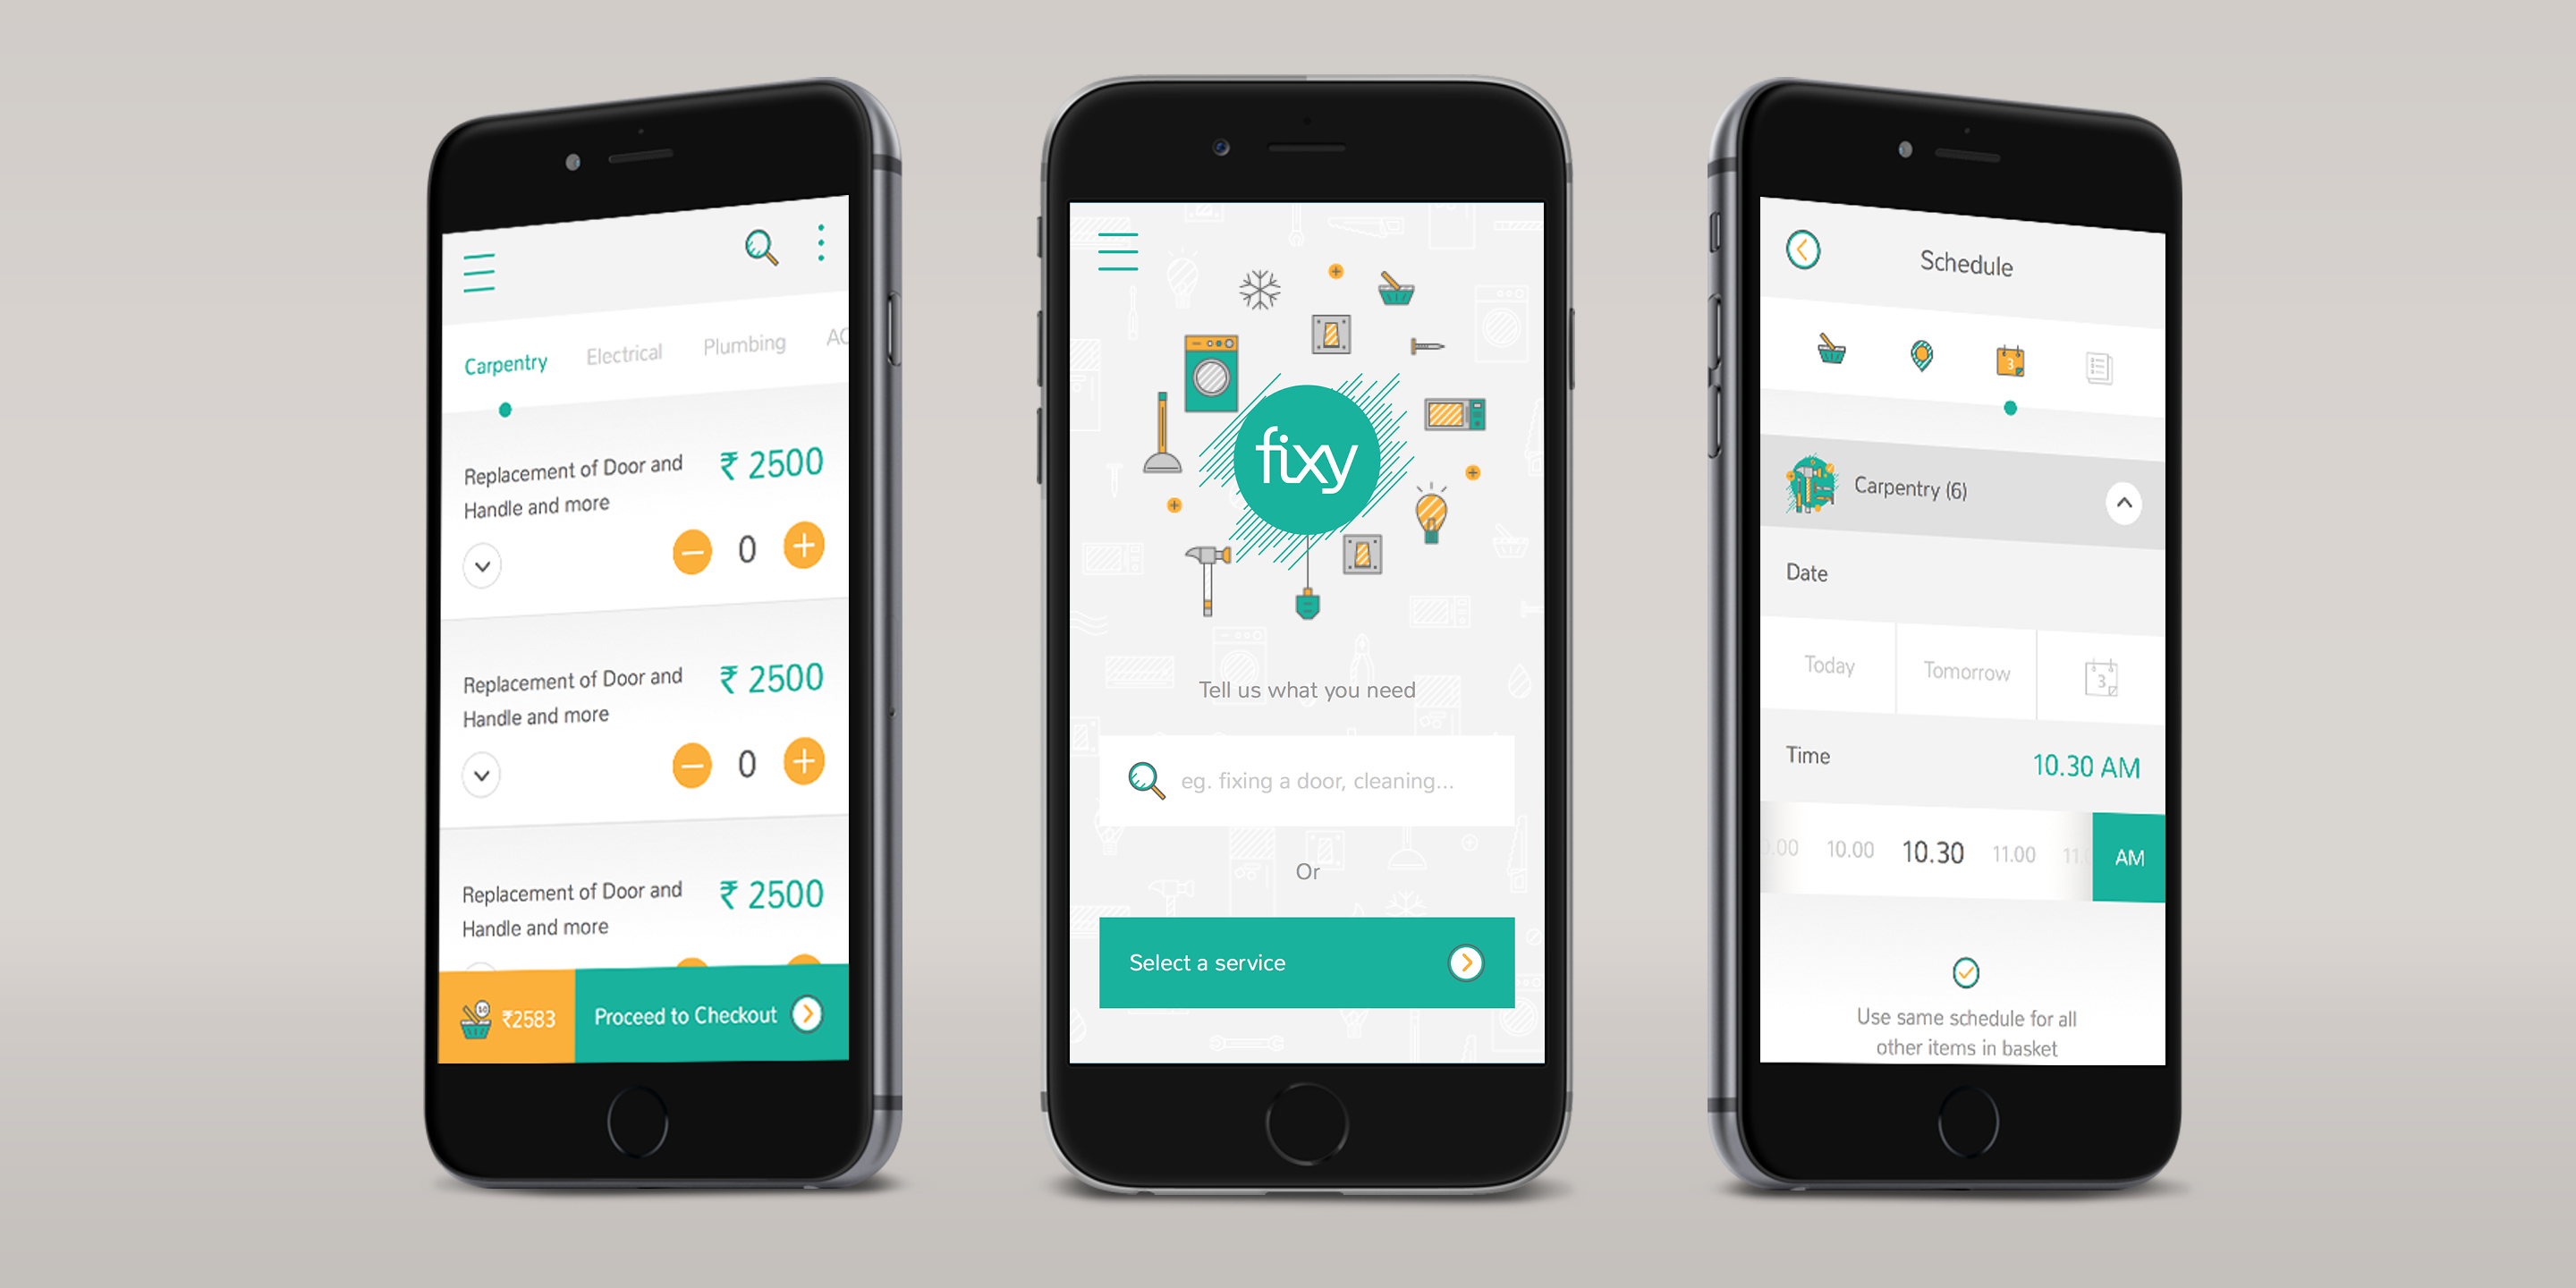 Carpentry Electrical Plumbing AC
Replacement of Door and
Handle and more
₹ 2500
0
Replacement of Door and
Handle and more
₹ 2500
0
Replacement of Door and
Handle and more
₹ 2500
₹2583
Proceed to Checkout
fixy
Tell us what you need
eg. fixing a door, cleaning...
Or
Select a service
Schedule
3
Carpentry (6)
Date
Today Tomorrow 3
Time 10.30 AM
.00 10.00 10.30 11.00 11. AM
Use same schedule for all
other items in basket